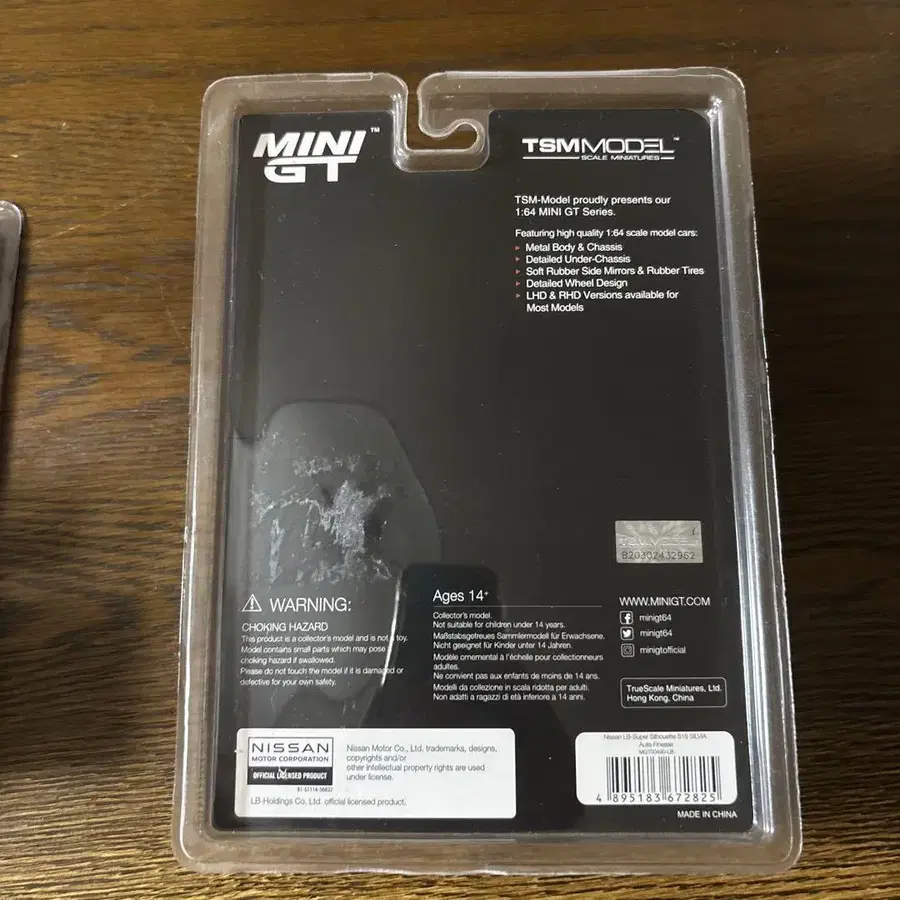 MINI GT™
TSMMODEL™
SCALE MINIATURES
TSM-Model proudly presents our
1:64 MINI GT Series.
Featuring high quality 1:64 scale model cars:
Metal Body & Chassis
Detailed Under-Chassis
Soft Rubber Side Mirrors & Rubber Tires
Detailed Wheel Design
LHD & RHD Versions available for
Most Models
B20302432962
WARNING:
CHOKING HAZARD
This product is a collector's model and is not a toy.
Model contains small parts which may pose
choking hazard if swallowed.
Please do not touch the model if it is damaged or
defective for your own safety.
Ages 14+
Collector's model.
Not suitable for children under 14 years.
Maßstabsgetreues Sammlermodell für Erwachsene.
Nicht geeignet für Kinder unter 14 Jahren.
Modèle ornemental à l'échelle pour collectionneurs
adultes.
Ne convient pas aux enfants de moins de 14 ans.
Modelli da collezione in scala ridotta per adulti.
Non adatti a ragazzi di età inferiore a 14 anni.
WWW.MINIGT.COM
minigt64
minigt64
minigtofficial
TrueScale Miniatures, Ltd.
Hong Kong, China
NISSAN
MOTOR CORPORATION
OFFICIAL LICENSED PRODUCT
Nissan Motor Co., Ltd. trademarks, designs,
copyrights and/or
other intellectual property rights are used
under license.
LB-Holdings Co. Ltd. official licensed product.
Nissan LB-Super Silhouette S15 SILVIA
Auto Finesse
4 895183 672825
MADE IN CHINA